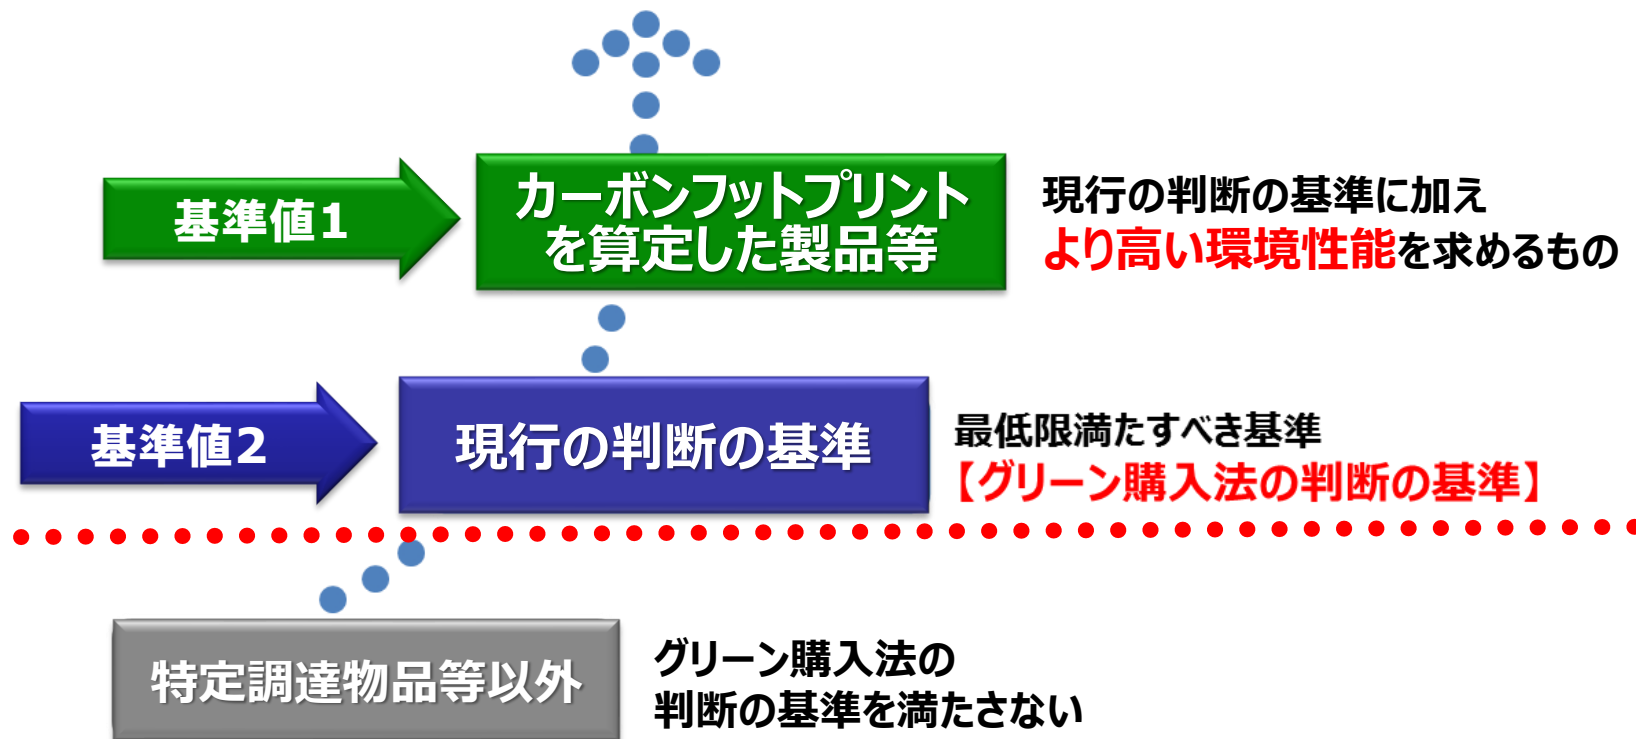 基準値1
カーボンフットプリント
を算定した製品等
現行の判断の基準に加え
より高い環境性能を求めるもの
基準値2
現行の判断の基準
最低限満たすべき基準
【グリーン購入法の判断の基準】
特定調達物品等以外
グリーン購入法の
判断の基準を満たさない